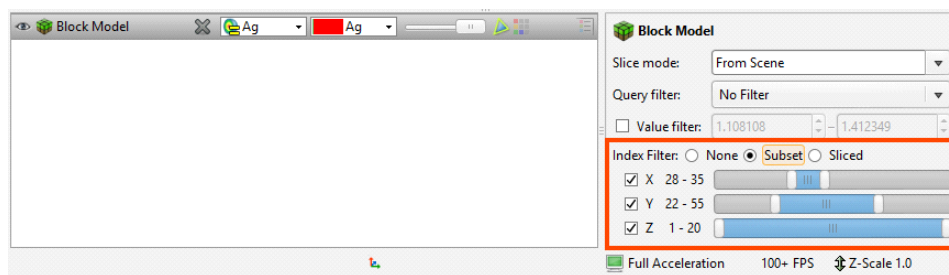 Block Model
Ag
Ag
Block Model
Slice mode: From Scene
Query filter: No Filter
Value filter: 1.108108 – 1.412349
Index Filter: None Subset Sliced
X 28 - 35
Y 22 - 55
Z 1 - 20
Full Acceleration 100+ FPS Z-Scale 1.0